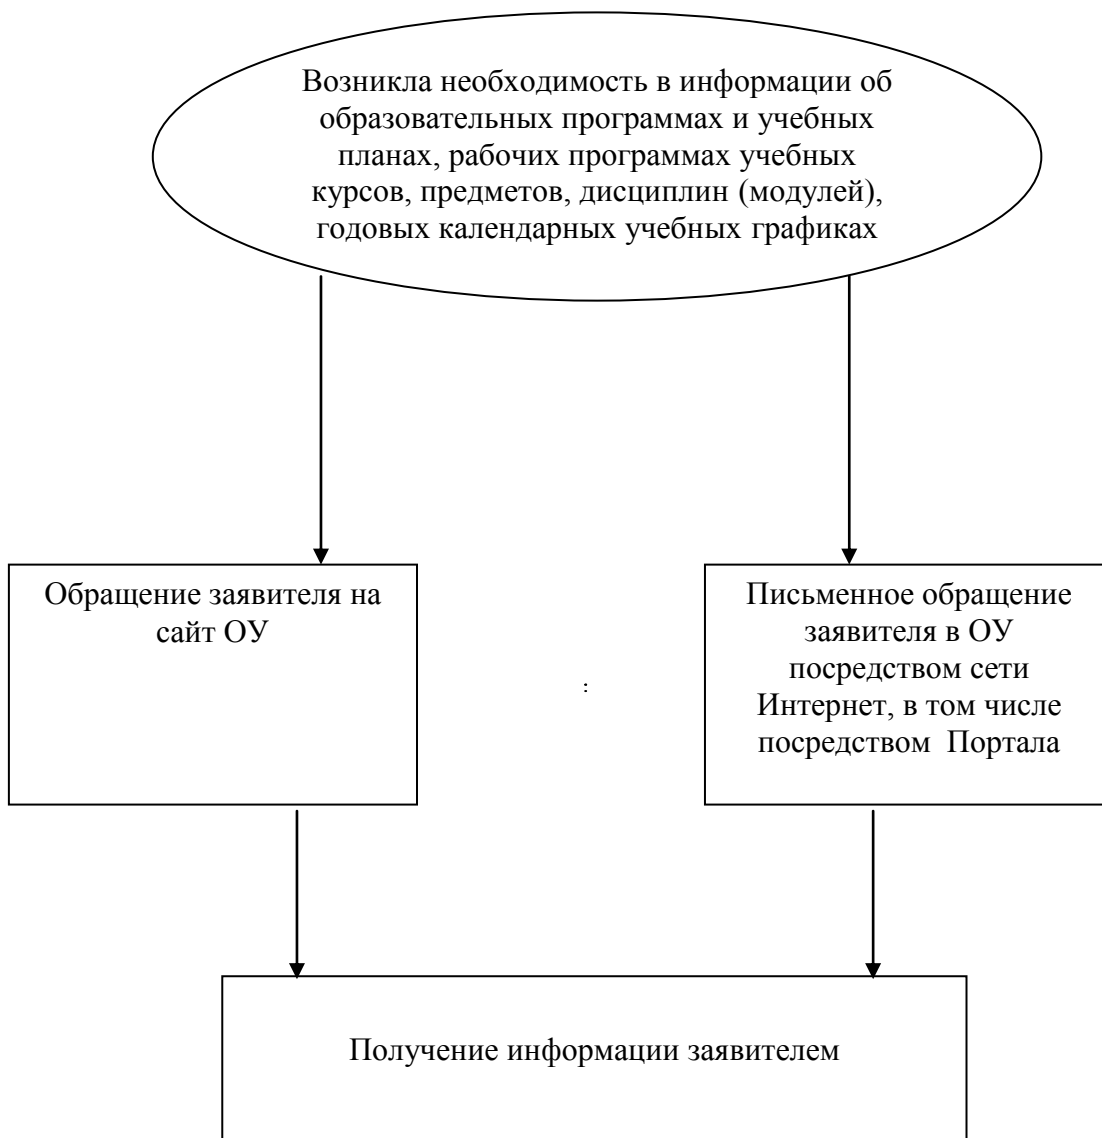 Возникла необходимость в информации об
образовательных программах и учебных
планах, рабочих программах учебных
курсов, предметов, дисциплин (модулей),
годовых календарных учебных графиках
Обращение заявителя на
сайт ОУ
Письменное обращение
заявителя в ОУ
посредством сети
Интернет, в том числе
посредством Портала
:
Получение информации заявителем